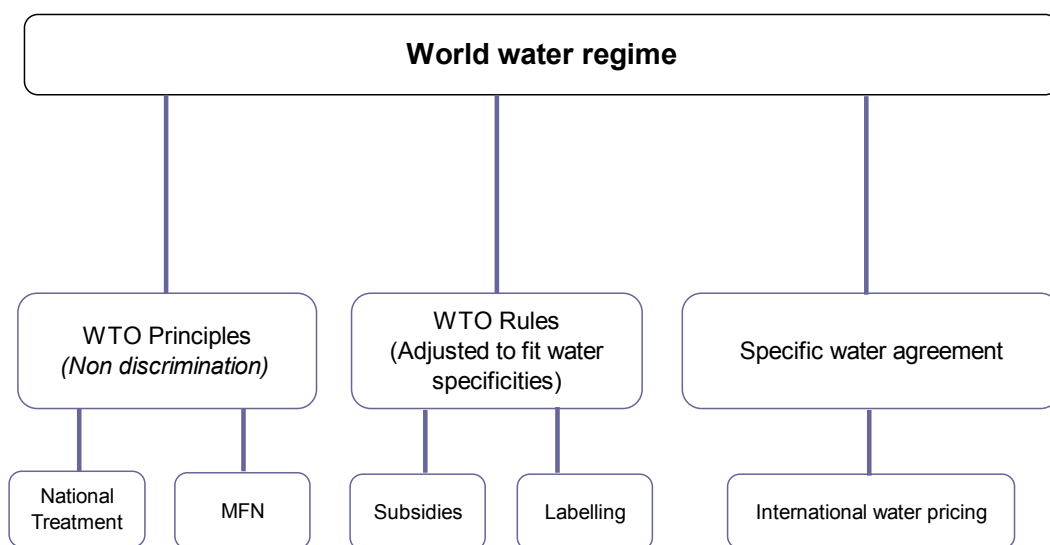 World water regime
WTO Principles
(Non discrimination)
WTO Rules
(Adjusted to fit water
specificities)
Specific water agreement
National
Treatment
MFN
Subsidies
Labelling
International water pricing